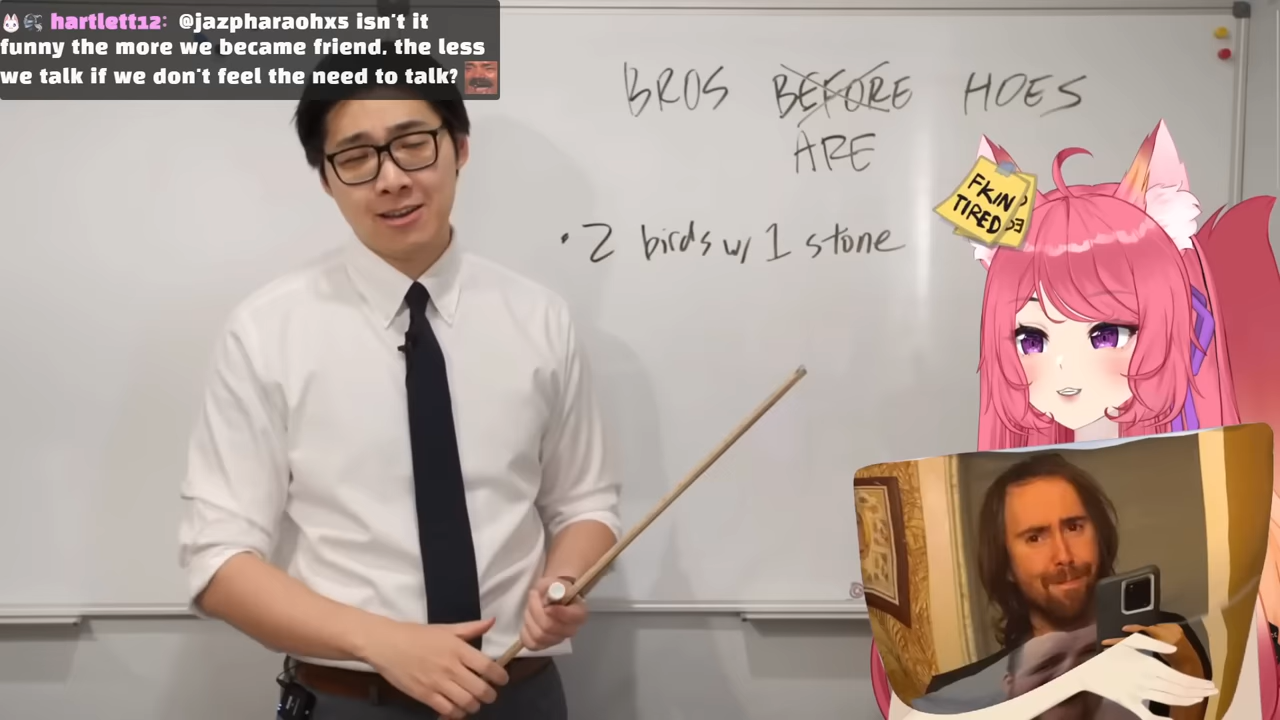 hartlett12: @jazpharaohxs isn't it
funny the more we became friend. the less
we talk if we don't feel the need to talk?
BROS BEFORE HOES
ARE
• 2 birds w/ 1 stone
FKIN
TIRED